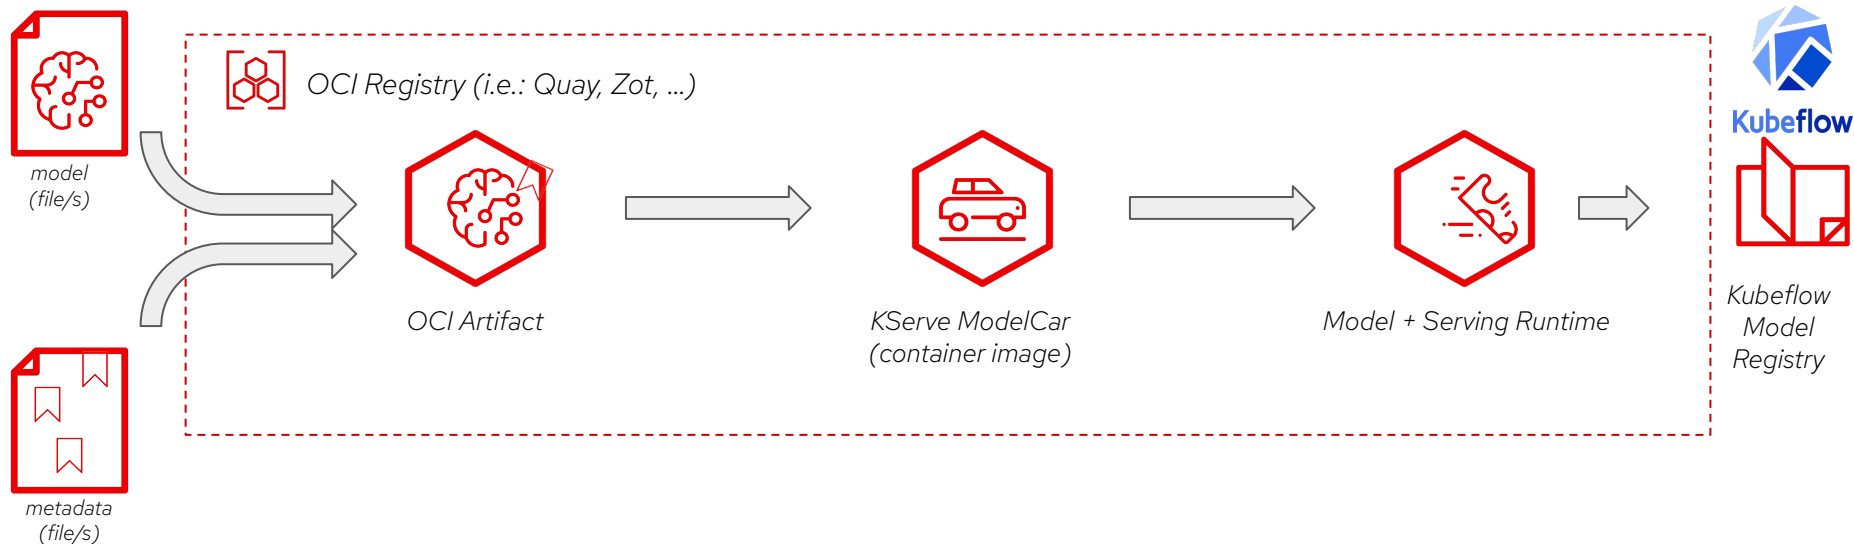 OCI Registry (i.e.: Quay, Zot, ...)
Kubeflow
model
(file/s)
OCI Artifact
KServe ModelCar
(container image)
Model + Serving Runtime
Kubeflow
Model
Registry
metadata
(file/s)